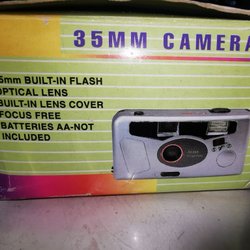 35MM CAMERA
5mm BUILT-IN FLASH
OPTICAL LENS
BUILT-IN LENS COVER
FOCUS FREE
BATTERIES AA-NOT
INCLUDED